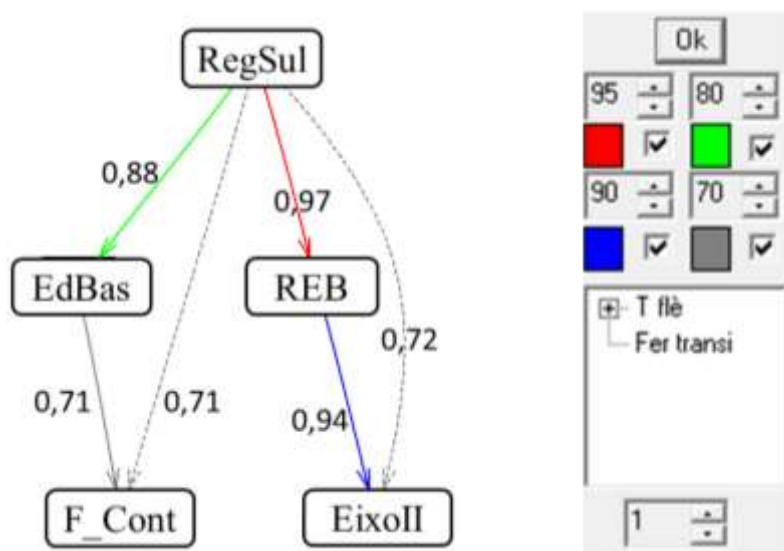 RegSul
0,88
0,97
EdBas
REB
0,72
0,71
0,71
0,94
F_Cont
EixoII
Ok
95
80
90
70
T flè
Fer transi
1